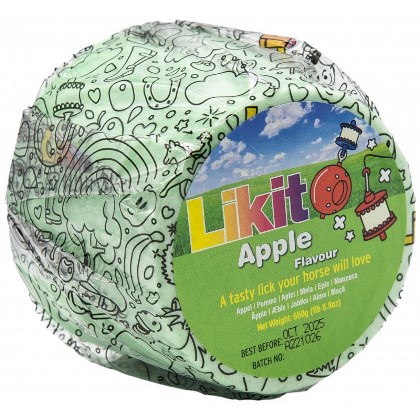 Likit
Apple
Flavour
A tasty lick your horse will love
Appel | Pomme | Apfel | Mela | Eple | Manzana
Äpple | Æble | Jabłko | Alma | Maçã
Net Weight: 650g (1lb 6.9oz)
BEST BEFORE: OCT 2025
BATCH NO: A221026